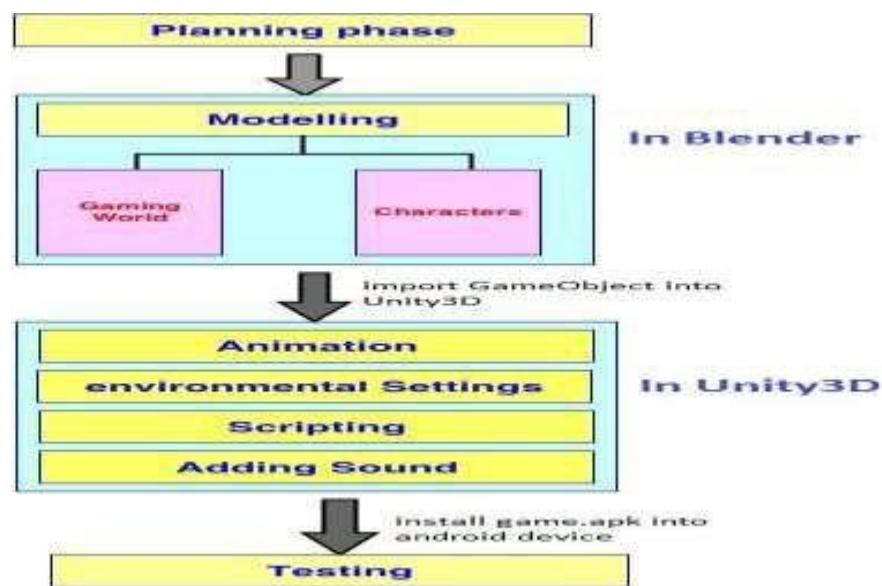 Planning phase
Modelling
In Blender
Gaming
World
Characters
import GameObject into
Unity3D
Animation
environmental Settings
In Unity3D
Scripting
Adding Sound
install game.apk into
android device
Testing